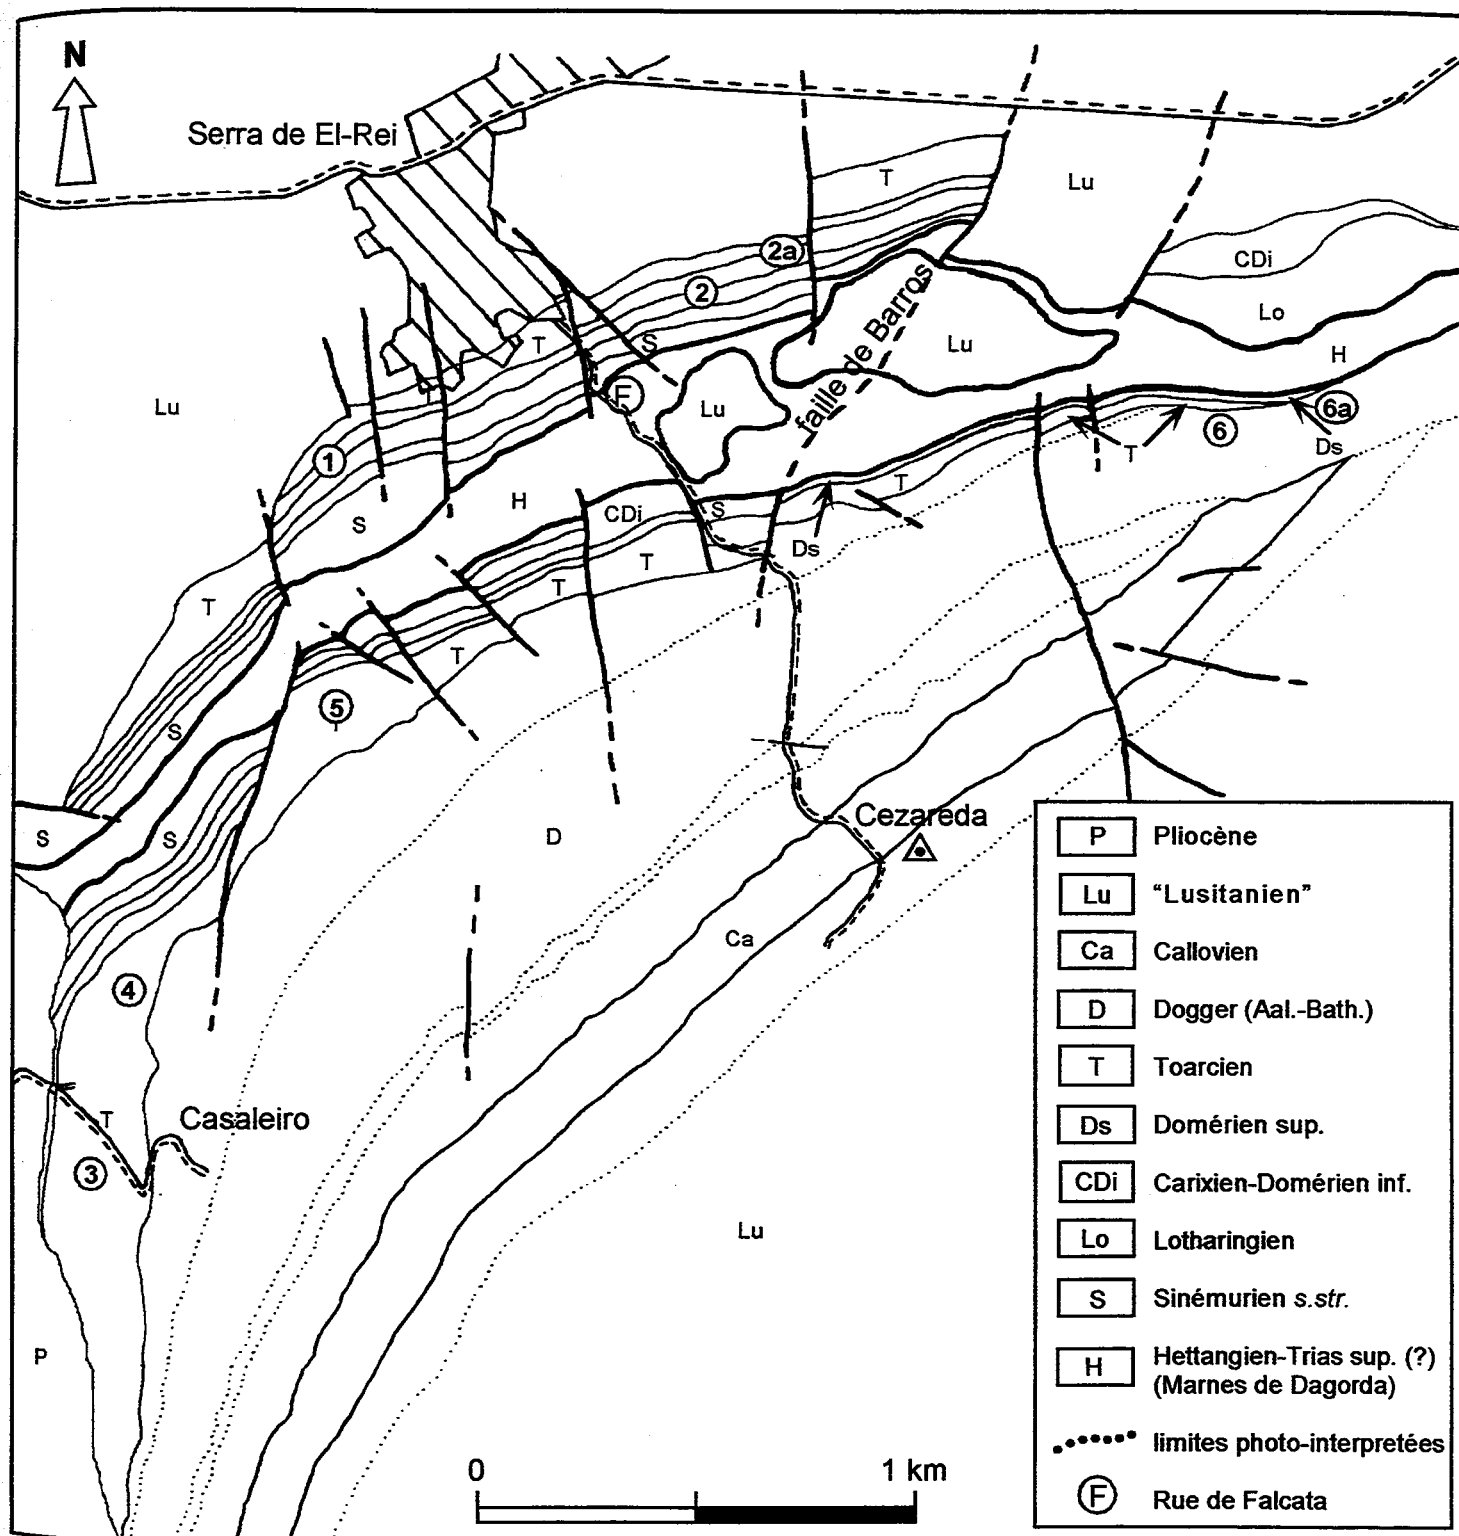 N
Serra de El-Rei
T
Lu
2a
CDi
2
Lo
faille de Barros
Lu
T
S
H
Lu
T
F
Lu
6a
6
1
T
Ds
H
CDi
S
T
S
Ds
T
T
T
T
5
T
S
S
S
D
Cezareda
Ca
4
T
Casaleiro
3
Lu
P
0
1 km
P Pliocène
Lu “Lusitanien”
Ca Callovien
D Dogger (Aal.-Bath.)
T Toarcien
Ds Domérien sup.
CDi Carixien-Domérien inf.
Lo Lotharingien
S Sinémurien s.str.
H Hettangien-Trias sup. (?)
(Marnes de Dagorda)
limites photo-interpretées
F Rue de Falcata